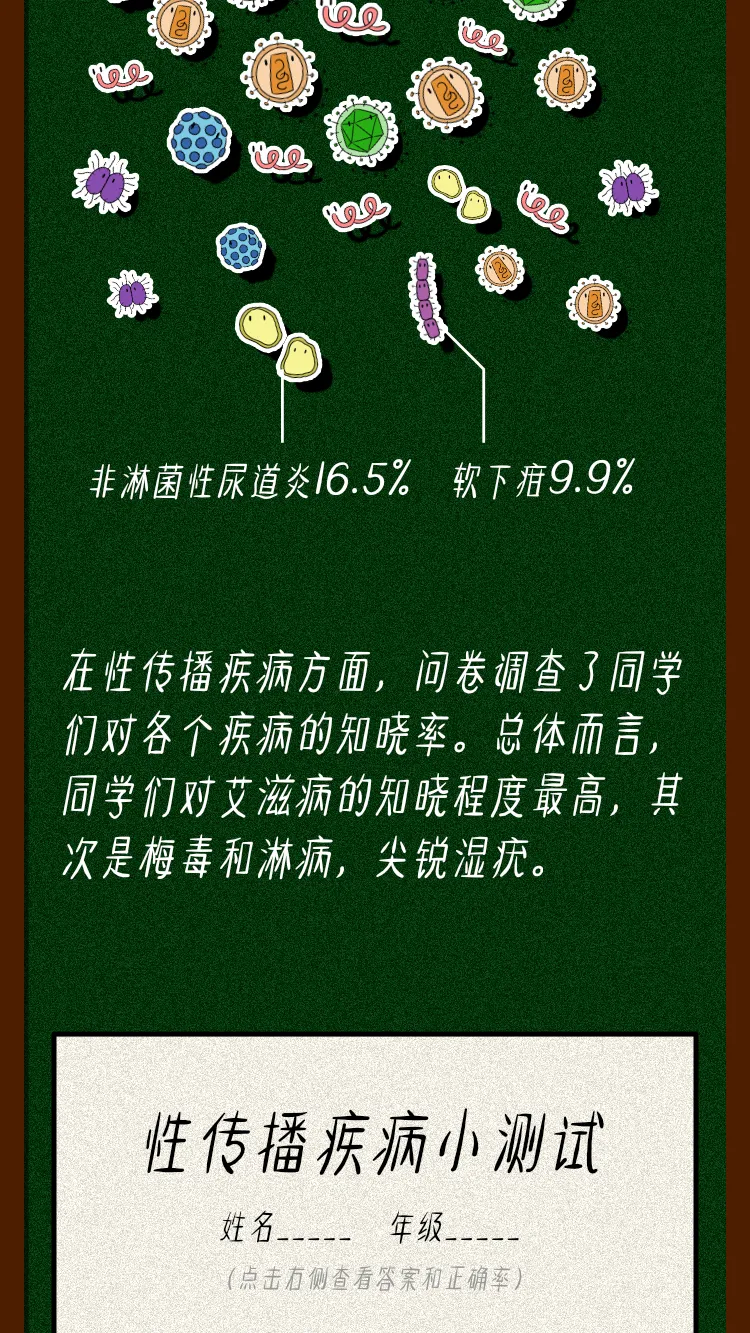 非淋菌性尿道炎16.5% 软下疳9.9%
在性传播疾病方面，问卷调查了同学
们对各个疾病的知晓率。总体而言，
同学们对艾滋病的知晓程度最高，其
次是梅毒和淋病，尖锐湿疣。
性传播疾病小测试
姓名_____ 年级_____
（点击右侧查看答案和正确率）